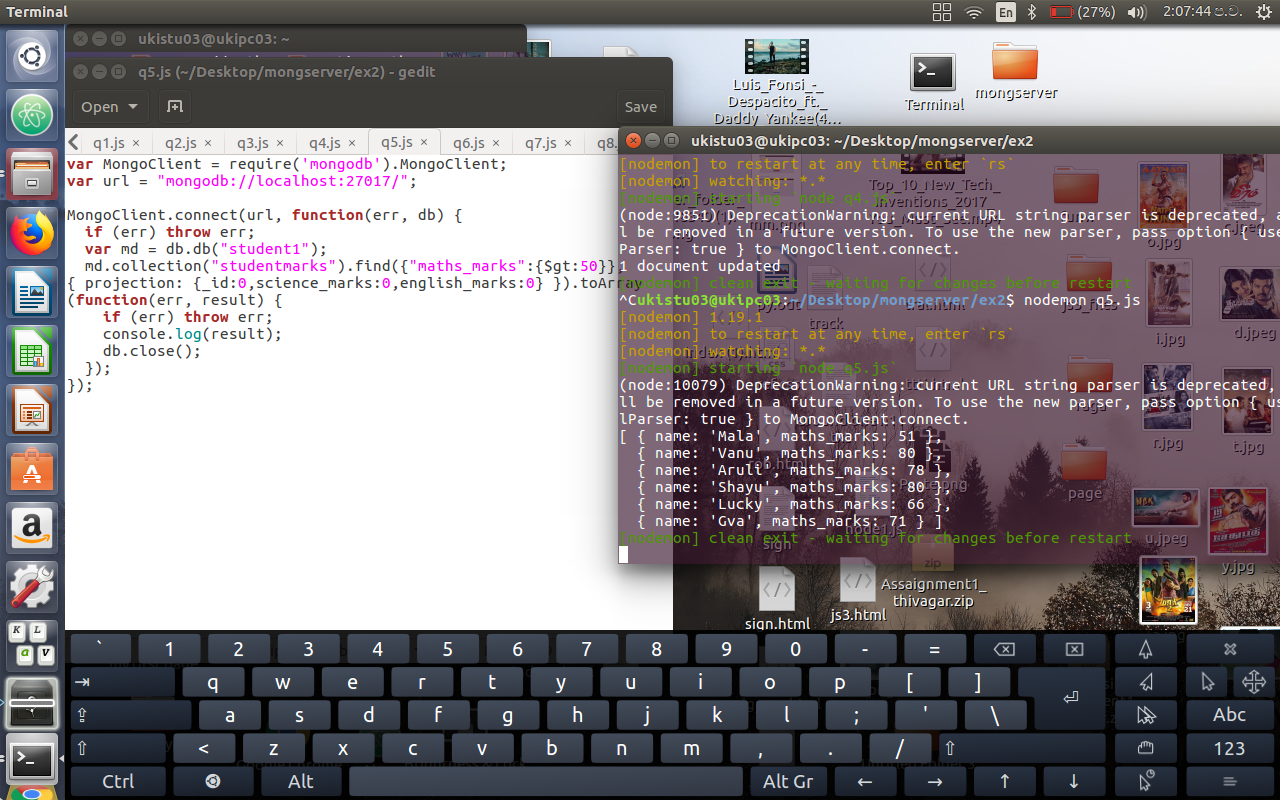 Terminal
En
(27%)
2:07:44 ප.ව.
ukistu03@ukipc03: ~
q5.js (~/Desktop/mongserver/ex2) - gedit
Open
Save
q1.js × q2.js × q3.js × q4.js × q5.js × q6.js × q7.js × q8.
var MongoClient = require('mongodb').MongoClient;
var url = "mongodb://localhost:27017/";
MongoClient.connect(url, function(err, db) {
if (err) throw err;
var md = db.db("student1");
md.collection("studentmarks").find({"maths_marks":{$gt:50}},
{ projection: {_id:0,science_marks:0,english_marks:0} }).toArray
(function(err, result) {
if (err) throw err;
console.log(result);
db.close();
});
});
Luis_Fonsi_-_
Despacito_ft._
Daddy_Yankee(4...
Terminal
mongserver
ukistu03@ukipc03: ~/Desktop/mongserver/ex2
[nodemon] to restart at any time, enter `rs`
[nodemon] watching: *.*
[nodemon] starting `node q4.js`
(node:9851) DeprecationWarning: current URL string parser is deprecated, a
l be removed in a future version. To use the new parser, pass option { use
Parser: true } to MongoClient.connect.
1 document updated
[nodemon] clean exit - waiting for changes before restart
^Cukistu03@ukipc03:~/Desktop/mongserver/ex2$ nodemon q5.js
[nodemon] 1.19.1
[nodemon] to restart at any time, enter `rs`
[nodemon] watching: *.*
[nodemon] starting `node q5.js`
(node:10079) DeprecationWarning: current URL string parser is deprecated,
ll be removed in a future version. To use the new parser, pass option { us
lParser: true } to MongoClient.connect.
[ { name: 'Mala', maths_marks: 51 },
{ name: 'Vanu', maths_marks: 80 },
{ name: 'Arull', maths_marks: 78 },
{ name: 'Shayu', maths_marks: 80 },
{ name: 'Lucky', maths_marks: 66 },
{ name: 'Gva', maths_marks: 71 } ]
[nodemon] clean exit - waiting for changes before restart
Top_10_New_Tech_
Inventions_2017
track
o.jpg
c.jpeg
i.jpg
d.jpeg
r.jpg
t.jpg
page
u.jpeg
y.jpg
sign
zip
Assaignment1_
thivagar.zip
js3.html
sign.html
` 1 2 3 4 5 6 7 8 9 0 - =
q w e r t y u i o p [ ]
a s d f g h j k l ; ' \ Abc
< z x c v b n m , . / 123
Ctrl Alt Alt Gr ← → ↑ ↓